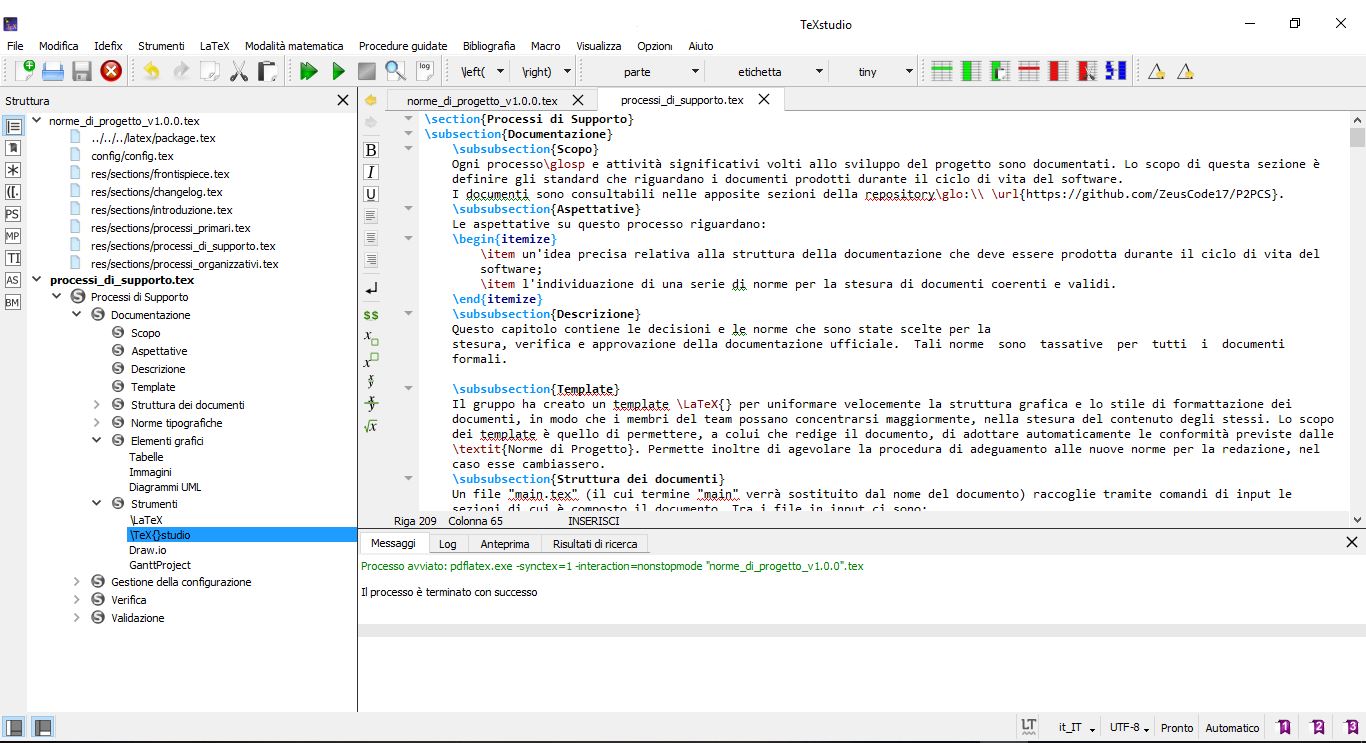 TeXstudio
File Modifica Idefix Strumenti LaTeX Modalità matematica Procedure guidate Bibliografia Macro Visualizza Opzioni Aiuto
log \left( \right) parte etichetta tiny
Struttura
norme_di_progetto_v1.0.0.tex
../../../latex/package.tex
config/config.tex
res/sections/frontispiece.tex
res/sections/changelog.tex
res/sections/introduzione.tex
res/sections/processi_primari.tex
res/sections/processi_di_supporto.tex
res/sections/processi_organizzativi.tex
processi_di_supporto.tex
Processi di Supporto
Documentazione
Scopo
Aspettative
Descrizione
Template
Struttura dei documenti
Norme tipografiche
Elementi grafici
Tabelle
Immagini
Diagrammi UML
Strumenti
\LaTeX
\TeX{}studio
Draw.io
GanttProject
Gestione della configurazione
Verifica
Validazione
PS
MP
TI
AS
BM
norme_di_progetto_v1.0.0.tex processi_di_supporto.tex
B
I
U
$$
\section{Processi di Supporto}
\subsection{Documentazione}
\subsubsection{Scopo}
Ogni processo\glosp e attività significativi volti allo sviluppo del progetto sono documentati. Lo scopo di questa sezione è
definire gli standard che riguardano i documenti prodotti durante il ciclo di vita del software.
I documenti sono consultabili nelle apposite sezioni della repository\glo:\\ \url{https://github.com/ZeusCode17/P2PCS}.
\subsubsection{Aspettative}
Le aspettative su questo processo riguardano:
\begin{itemize}
\item un'idea precisa relativa alla struttura della documentazione che deve essere prodotta durante il ciclo di vita del
software;
\item l'individuazione di una serie di norme per la stesura di documenti coerenti e validi.
\end{itemize}
\subsubsection{Descrizione}
Questo capitolo contiene le decisioni e le norme che sono state scelte per la
stesura, verifica e approvazione della documentazione ufficiale.  Tali norme  sono  tassative  per  tutti  i  documenti
formali.
\subsubsection{Template}
Il gruppo ha creato un template \LaTeX{} per uniformare velocemente la struttura grafica e lo stile di formattazione dei
documenti, in modo che i membri del team possano concentrarsi maggiormente, nella stesura del contenuto degli stessi. Lo scopo
dei template è quello di permettere, a colui che redige il documento, di adottare automaticamente le conformità previste dalle
\textit{Norme di Progetto}. Permette inoltre di agevolare la procedura di adeguamento alle nuove norme per la redazione, nel
caso esse cambiassero.
\subsubsection{Struttura dei documenti}
Un file "main.tex" (il cui termine "main" verrà sostituito dal nome del documento) raccoglie tramite comandi di input le
sezioni di cui è composto il documento. Tra i file in input ci sono:
Riga 209 Colonna 65 INSERISCI
Messaggi Log Anteprima Risultati di ricerca
Processo avviato: pdflatex.exe -synctex=1 -interaction=nonstopmode "norme_di_progetto_v1.0.0".tex
Il processo è terminato con successo
LT it_IT UTF-8 Pronto Automatico 1 2 3